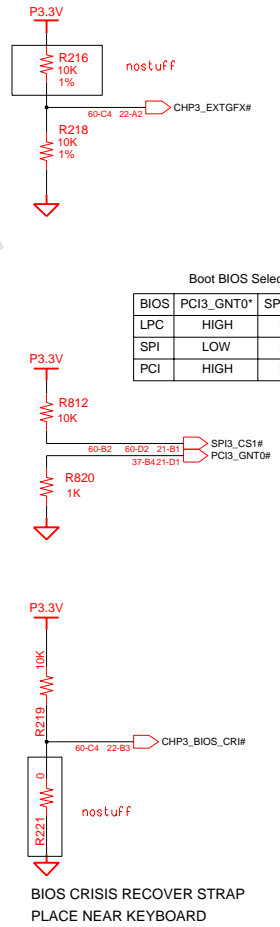 P3.3V
R216
10K
1%
nostuff
CHP3_EXTGFX#
60-C4 22-A2
R218
10K
1%
Boot BIOS Selec
BIOS PCI3_GNT0* SP
LPC HIGH
SPI LOW
PCI HIGH
P3.3V
R812
10K
SPI3_CS1#
60-B2 60-D2 21-B1
PCI3_GNT0#
37-B4 21-D1
R820
1K
P3.3V
10K
R219
CHP3_BIOS_CRI#
60-C4 22-B3
0
R221
nostuff
BIOS CRISIS RECOVER STRAP
PLACE NEAR KEYBOARD